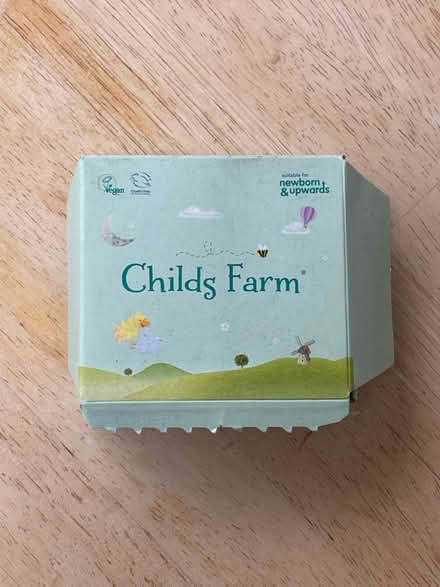 Vegan
suitable for
newborn
& upwards
Childs Farm